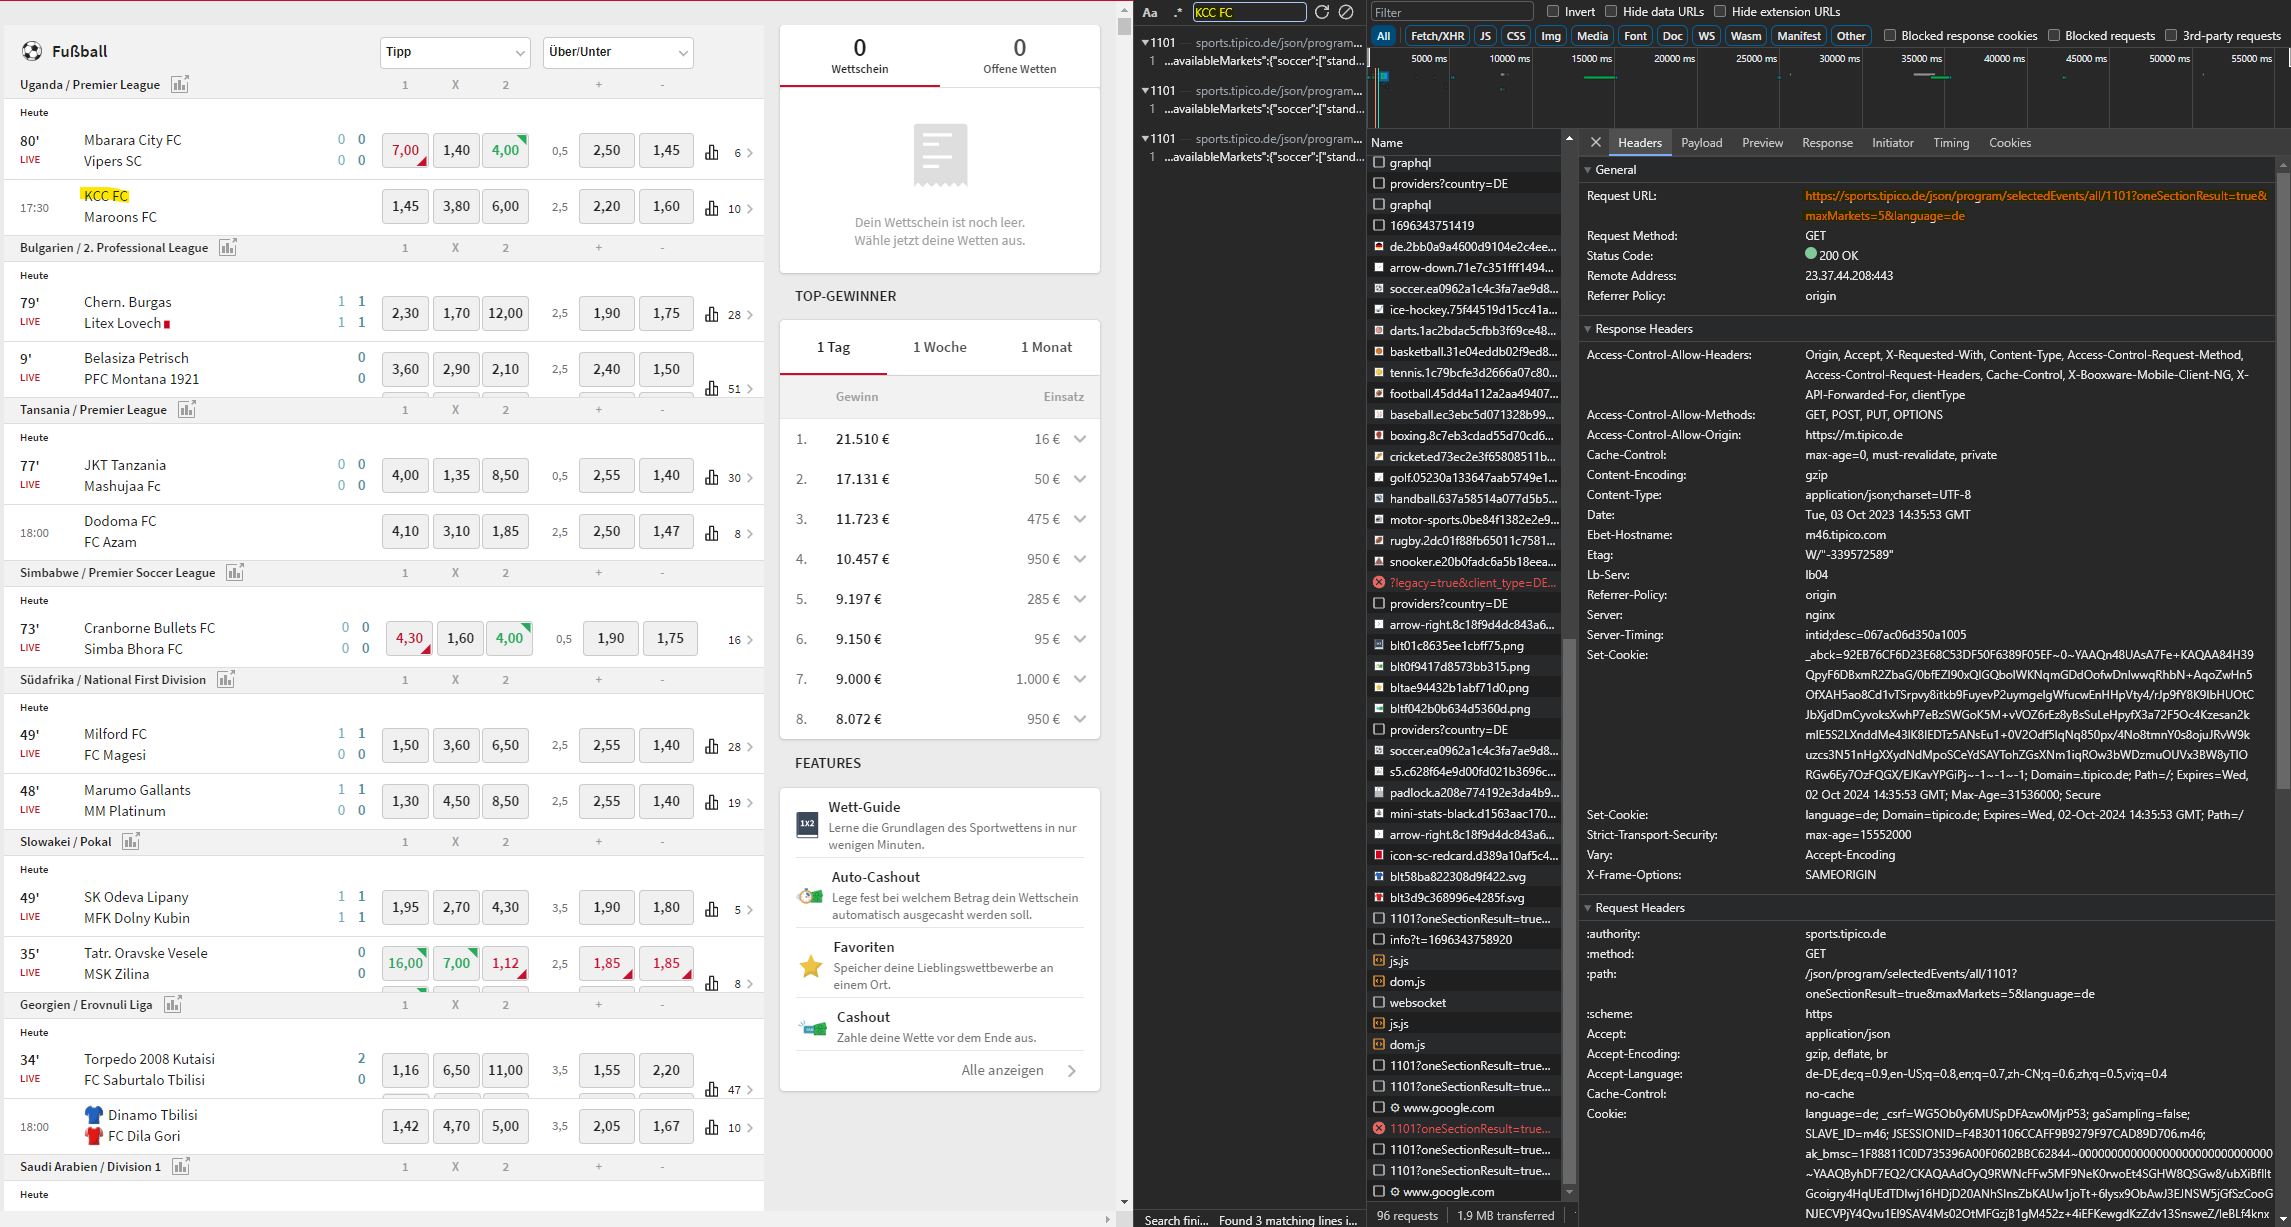 Fußball
Tipp
Über/Unter
Uganda / Premier League 1 X 2 + -
Heute
80' Mbarara City FC 0 0 7,00 1,40 4,00 0,5 2,50 1,45 6
LIVE Vipers SC 0 0
17:30 KCC FC 1,45 3,80 6,00 2,5 2,20 1,60 10
Maroons FC
Bulgarien / 2. Professional League 1 X 2 + -
Heute
79' Chern. Burgas 1 1 2,30 1,70 12,00 2,5 1,90 1,75 28
LIVE Litex Lovech 1 1
9' Belasiza Petrisch 0 3,60 2,90 2,10 2,5 2,40 1,50
LIVE PFC Montana 1921 0 51
Tansania / Premier League 1 X 2 + -
Heute
77' JKT Tanzania 0 0 4,00 1,35 8,50 0,5 2,55 1,40 30
LIVE Mashujaa Fc 0 0
18:00 Dodoma FC 4,10 3,10 1,85 2,5 2,50 1,47 8
FC Azam
Simbabwe / Premier Soccer League 1 X 2 + -
Heute
73' Cranborne Bullets FC 0 0 4,30 1,60 4,00 0,5 1,90 1,75 16
LIVE Simba Bhora FC 0 0
Südafrika / National First Division 1 X 2 + -
Heute
49' Milford FC 1 1 1,50 3,60 6,50 2,5 2,55 1,40 28
LIVE FC Magesi 0 0
48' Marumo Gallants 1 1 1,30 4,50 8,50 2,5 2,55 1,40 19
LIVE MM Platinum 0 0
Slowakei / Pokal 1 X 2 + -
Heute
49' SK Odeva Lipany 1 1 1,95 2,70 4,30 3,5 1,90 1,80 5
LIVE MFK Dolny Kubin 1 1
35' Tatr. Oravske Vesele 0 16,00 7,00 1,12 2,5 1,85 1,85
LIVE MSK Zilina 0 8
Georgien / Erovnuli Liga 1 X 2 + -
Heute
34' Torpedo 2008 Kutaisi 2 1,16 6,50 11,00 3,5 1,55 2,20
LIVE FC Saburtalo Tbilisi 0 47
18:00 Dinamo Tbilisi 1,42 4,70 5,00 3,5 2,05 1,67 10
FC Dila Gori
Saudi Arabien / Division 1 1 X 2 + -
Heute
0 0
Wettschein Offene Wetten
Dein Wettschein ist noch leer.
Wähle jetzt deine Wetten aus.
TOP-GEWINNER
1 Tag 1 Woche 1 Monat
Gewinn Einsatz
1. 21.510 € 16 €
2. 17.131 € 50 €
3. 11.723 € 475 €
4. 10.457 € 950 €
5. 9.197 € 285 €
6. 9.150 € 95 €
7. 9.000 € 1.000 €
8. 8.072 € 950 €
FEATURES
1X2
Wett-Guide
Lerne die Grundlagen des Sportwettens in nur
wenigen Minuten.
Auto-Cashout
Lege fest bei welchem Betrag dein Wettschein
automatisch ausgecasht werden soll.
Favoriten
Speicher deine Lieblingswettbewerbe an
einem Ort.
Cashout
Zahle deine Wette vor dem Ende aus.
Alle anzeigen
Aa .* KCC FC
1101 — sports.tipico.de/json/program...
1 ...availableMarkets":{"soccer":["stand...
1101 — sports.tipico.de/json/program...
1 ...availableMarkets":{"soccer":["stand...
1101 — sports.tipico.de/json/program...
1 ...availableMarkets":{"soccer":["stand...
Search fini... Found 3 matching lines i...
Filter Invert Hide data URLs Hide extension URLs
All Fetch/XHR JS CSS Img Media Font Doc WS Wasm Manifest Other Blocked response cookies Blocked requests 3rd-party requests
5000 ms 10000 ms 15000 ms 20000 ms 25000 ms 30000 ms 35000 ms 40000 ms 45000 ms 50000 ms 55000 ms
Name
graphql
providers?country=DE
graphql
1696343751419
de.2bb0a9a4600d9104e2c4ee...
arrow-down.71e7c351fff1494...
soccer.ea0962a1c4c3fa7ae9d8...
ice-hockey.75f44519d15cc41a...
darts.1ac2bdac5cfbb3f69ce48...
basketball.31e04eddb02f9ed8...
tennis.1c79bcfe3d2666a07c80...
football.45dd4a112a2aa49407...
baseball.ec3ebc5d071328b99...
boxing.8c7eb3cdad55d70cd6...
cricket.ed73ec2e3f65808511b...
golf.05230a133647aab5749e1...
handball.637a58514a077d5b5...
motor-sports.0be84f1382e2e9...
rugby.2dc01f88fb65011c7581...
snooker.e20b0fadc6a5b18eea...
?legacy=true&client_type=DE...
providers?country=DE
arrow-right.8c18f9d4dc843a6...
blt01c8635ee1cbff75.png
blt0f9417d8573bb315.png
bltae94432b1abf71d0.png
bltf042b0b634d5360d.png
providers?country=DE
soccer.ea0962a1c4c3fa7ae9d8...
s5.c628f64e9d00fd021b3696c...
padlock.a208e774192e3da4b9...
mini-stats-black.d1563aac170...
arrow-right.8c18f9d4dc843a6...
icon-sc-redcard.d389a10af5c4...
blt58ba822308d9f422.svg
blt3d9c368996e4285f.svg
1101?oneSectionResult=true...
info?t=1696343758920
js.js
dom.js
websocket
js.js
dom.js
1101?oneSectionResult=true...
1101?oneSectionResult=true...
www.google.com
1101?oneSectionResult=true...
1101?oneSectionResult=true...
1101?oneSectionResult=true...
www.google.com
96 requests 1.9 MB transferred
Headers Payload Preview Response Initiator Timing Cookies
General
Request URL: https://sports.tipico.de/json/program/selectedEvents/all/1101?oneSectionResult=true&
maxMarkets=5&language=de
Request Method: GET
Status Code: 200 OK
Remote Address: 23.37.44.208:443
Referrer Policy: origin
Response Headers
Access-Control-Allow-Headers: Origin, Accept, X-Requested-With, Content-Type, Access-Control-Request-Method,
Access-Control-Request-Headers, Cache-Control, X-Booxware-Mobile-Client-NG, X-
API-Forwarded-For, clientType
Access-Control-Allow-Methods: GET, POST, PUT, OPTIONS
Access-Control-Allow-Origin: https://m.tipico.de
Cache-Control: max-age=0, must-revalidate, private
Content-Encoding: gzip
Content-Type: application/json;charset=UTF-8
Date: Tue, 03 Oct 2023 14:35:53 GMT
Ebet-Hostname: m46.tipico.com
Etag: W/"-339572589"
Lb-Serv: lb04
Referrer-Policy: origin
Server: nginx
Server-Timing: intid;desc=067ac06d350a1005
Set-Cookie:
RGw6Ey7OzFQGX/EJKavYPGiPj~-1~-1~-1; Domain=.tipico.de; Path=/; Expires=Wed,
02 Oct 2024 14:35:53 GMT; Max-Age=31536000; Secure
Set-Cookie: language=de; Domain=tipico.de; Expires=Wed, 02-Oct-2024 14:35:53 GMT; Path=/
Strict-Transport-Security: max-age=15552000
Vary: Accept-Encoding
X-Frame-Options: SAMEORIGIN
Request Headers
:authority: sports.tipico.de
:method: GET
:path: /json/program/selectedEvents/all/1101?
oneSectionResult=true&maxMarkets=5&language=de
:scheme: https
Accept: application/json
Accept-Encoding: gzip, deflate, br
Accept-Language: de-DE,de;q=0.9,en-US;q=0.8,en;q=0.7,zh-CN;q=0.6,zh;q=0.5,vi;q=0.4
Cache-Control: no-cache
Cookie: language=de; _csrf=WG5Ob0y6MUSpDFAzw0MjrP53; gaSampling=false;
SLAVE_ID=m46; JSESSIONID=F4B301106CCAFF9B9279F97CAD89D706.m46;